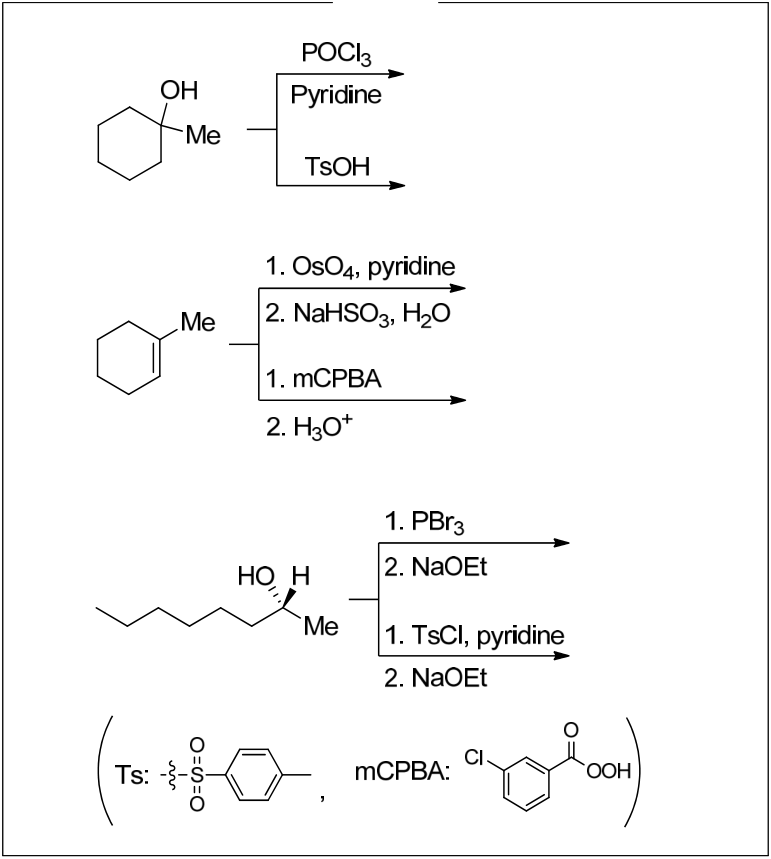 POCl₃
OH
Pyridine
Me
TsOH
1. OsO₄, pyridine
Me
2. NaHSO₃, H₂O
1. mCPBA
2. H₃O⁺
1. PBr₃
HO H
2. NaOEt
Me
1. TsCl, pyridine
2. NaOEt
Ts: O S O , mCPBA: Cl O OOH